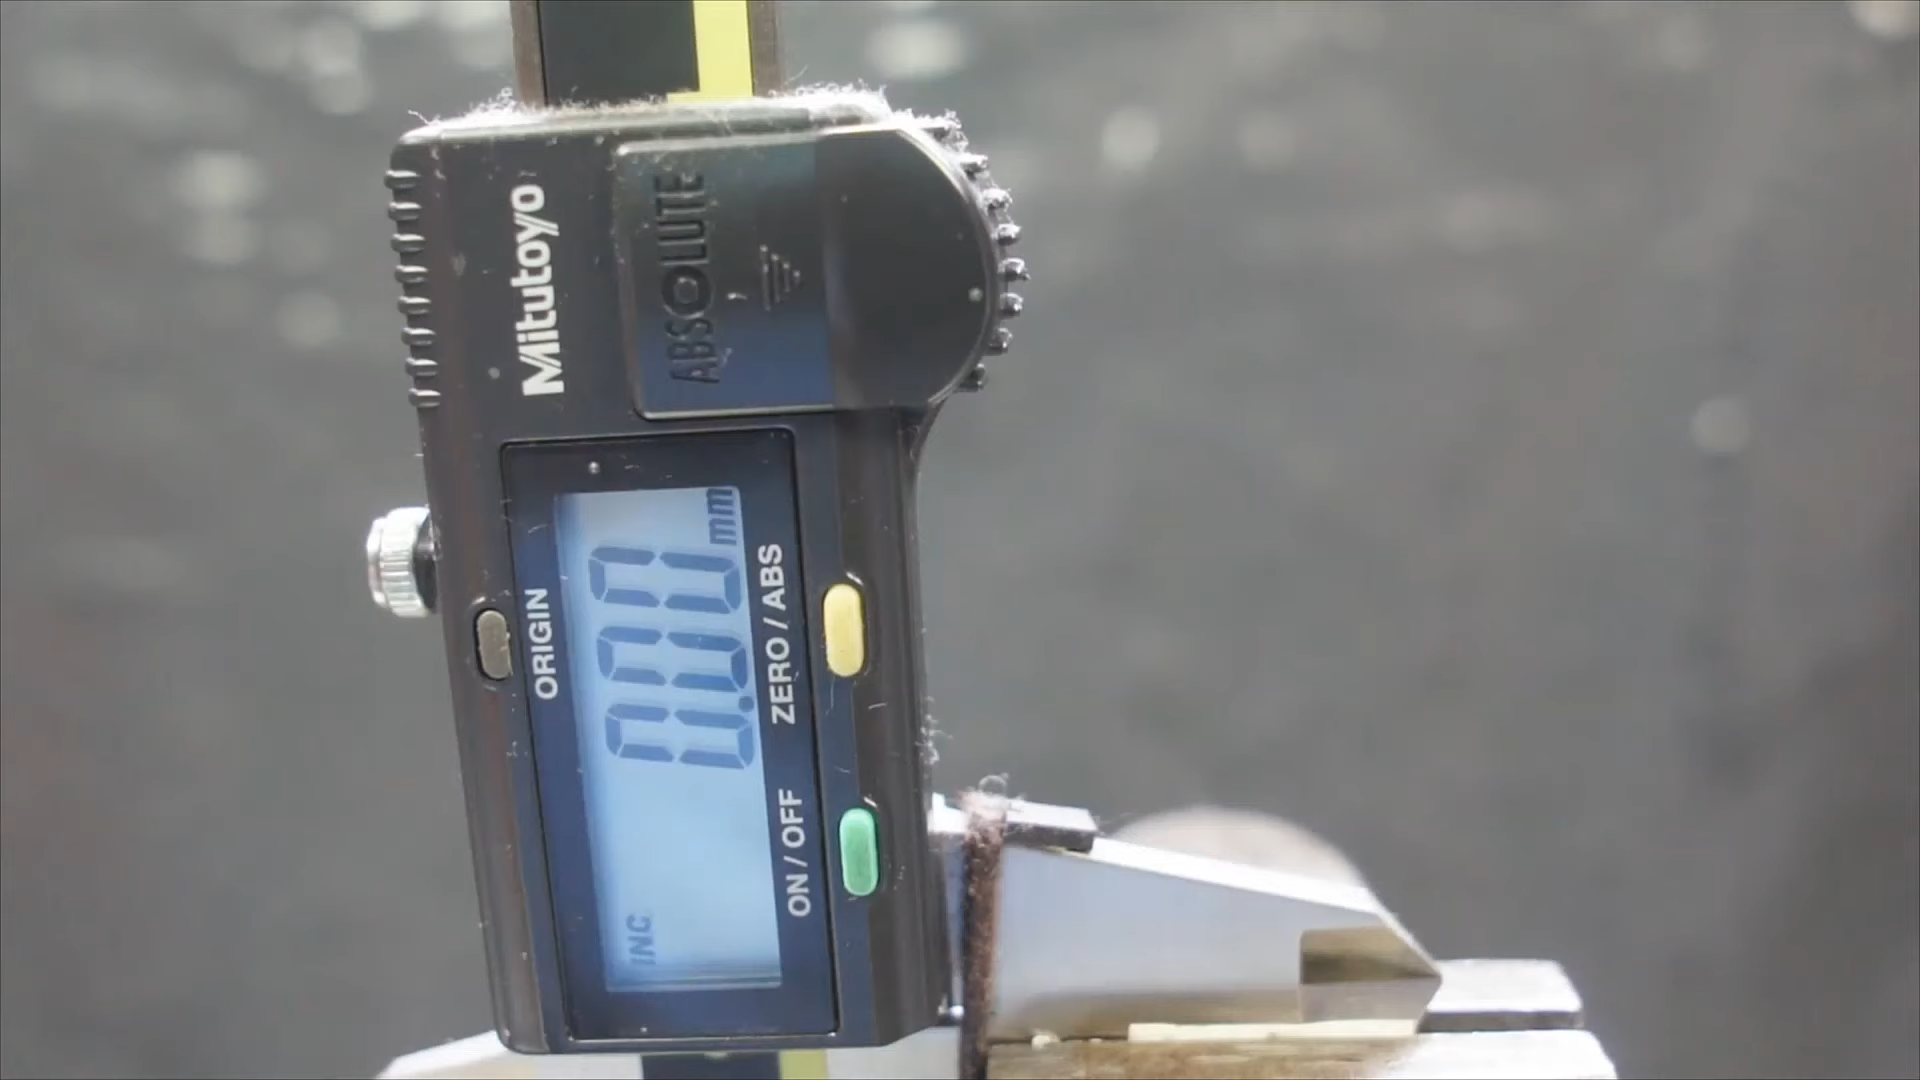 Mitutoyo
ABSOLUTE
ORIGIN
INC
0.00 mm
ON / OFF
ZERO / ABS